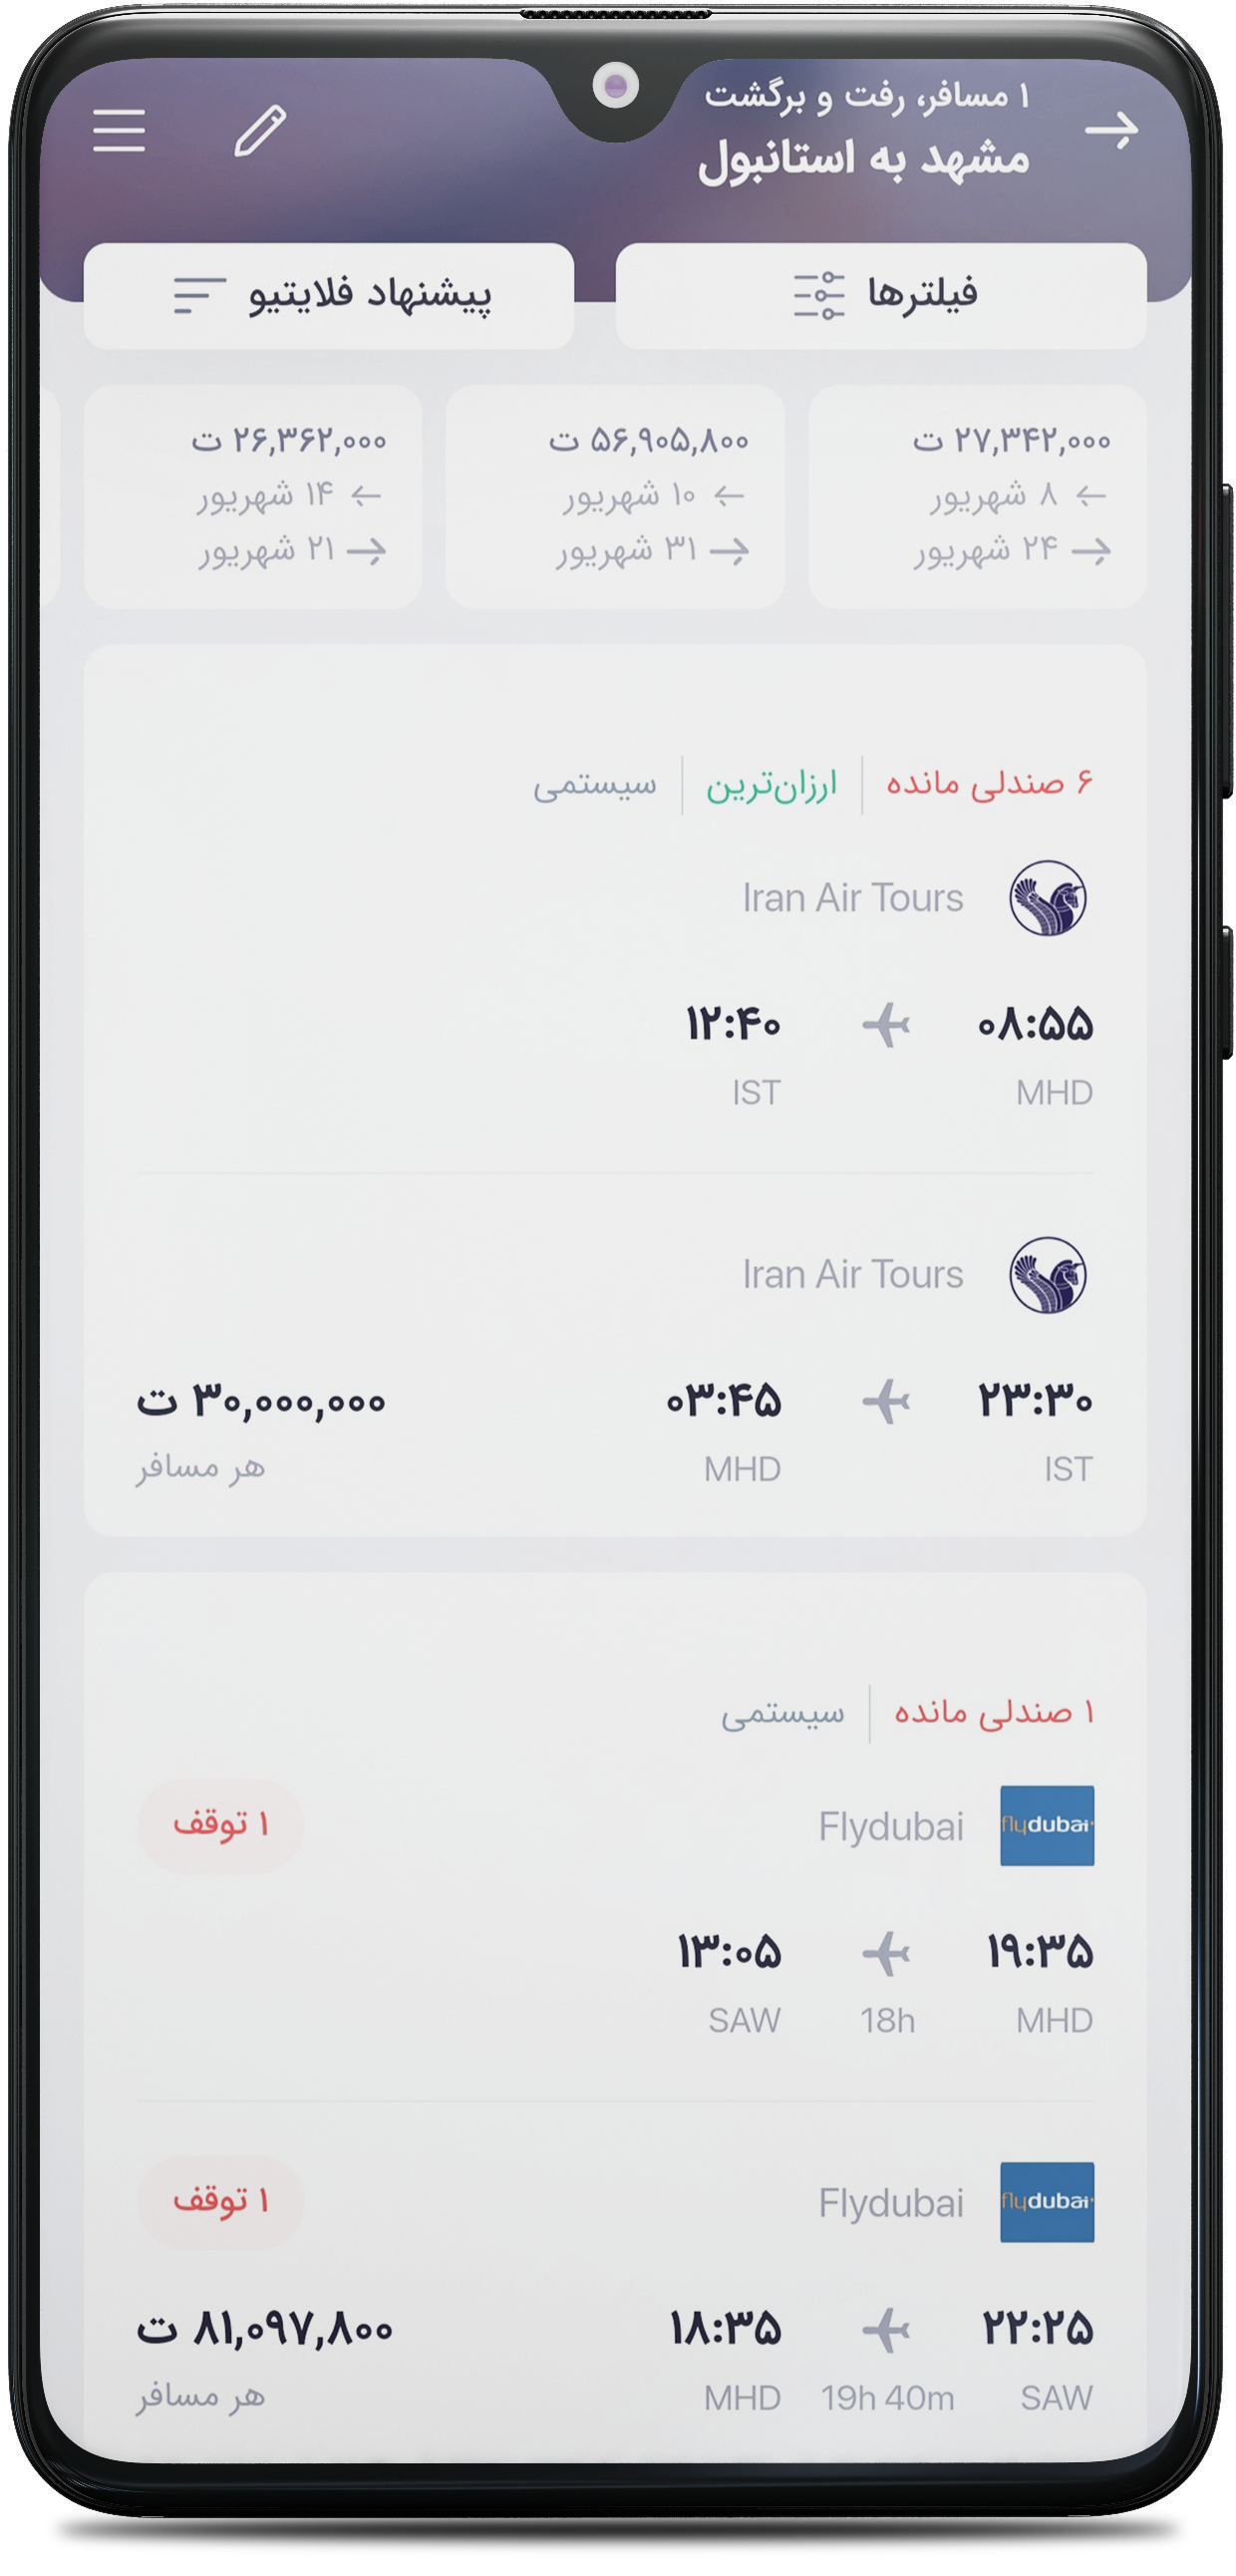 ۱ مسافر، رفت و برگشت
مشهد به استانبول
فیلترها
پیشنهاد فلایتیو
۲۷,۳۴۲,۰۰۰ ت
۸ شهریور
۲۴ شهریور
۵۶,۹۰۵,۸۰۰ ت
۱۰ شهریور
۳۱ شهریور
۲۶,۳۶۲,۰۰۰ ت
۱۴ شهریور
۲۱ شهریور
۶ صندلی مانده | ارزان‌ترین | سیستمی
Iran Air Tours
۰۸:۵۵ ۱۲:۴۰
MHD IST
Iran Air Tours
۲۳:۳۰ ۰۳:۴۵ ۳۰,۰۰۰,۰۰۰ ت
IST MHD هر مسافر
۱ صندلی مانده | سیستمی
flydubai Flydubai ۱ توقف
۱۹:۳۵ ۱۳:۰۵
MHD 18h SAW
flydubai Flydubai ۱ توقف
۲۲:۲۵ ۱۸:۳۵ ۸۱,۰۹۷,۸۰۰ ت
SAW 19h 40m MHD هر مسافر